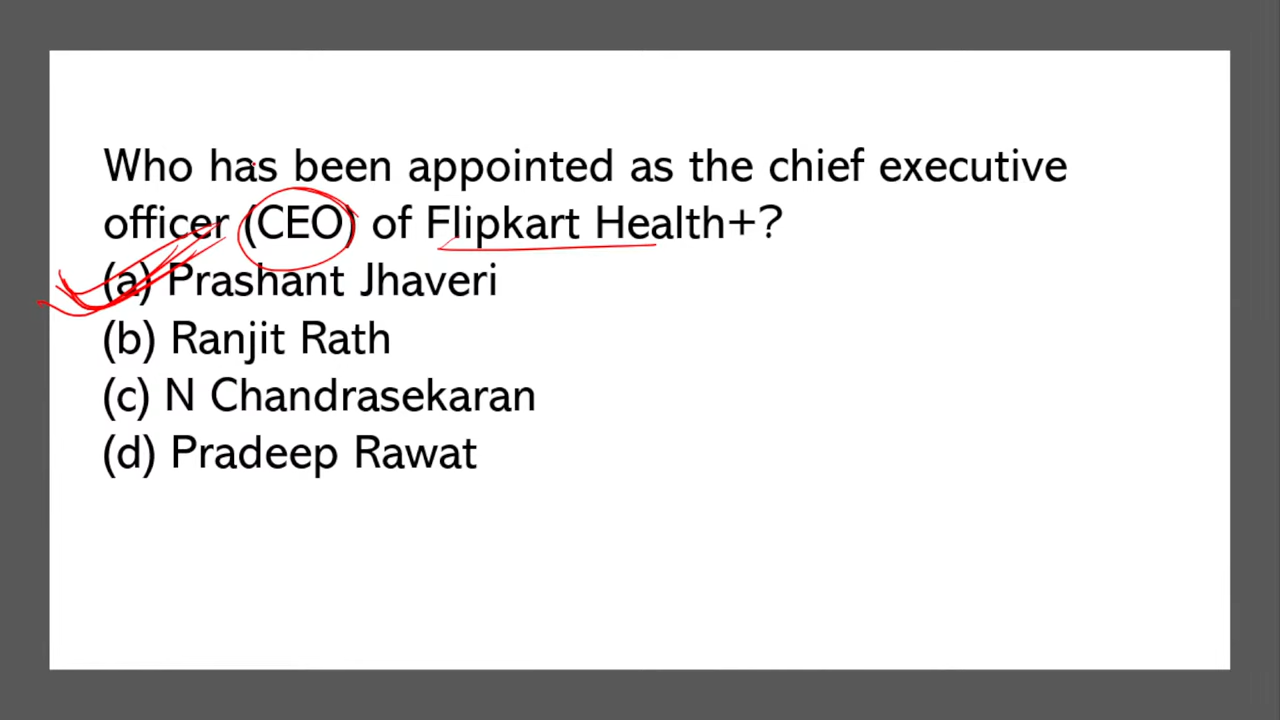 Who has been appointed as the chief executive
officer (CEO) of Flipkart Health+?
(a) Prashant Jhaveri
(b) Ranjit Rath
(c) N Chandrasekaran
(d) Pradeep Rawat